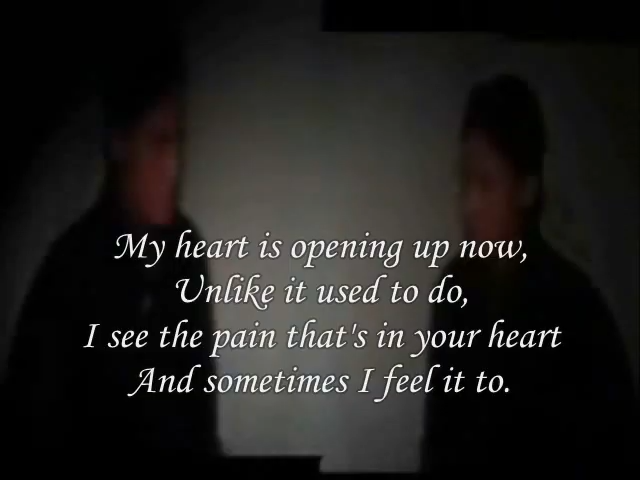 My heart is opening up now,
Unlike it used to do,
I see the pain that's in your heart
And sometimes I feel it to.